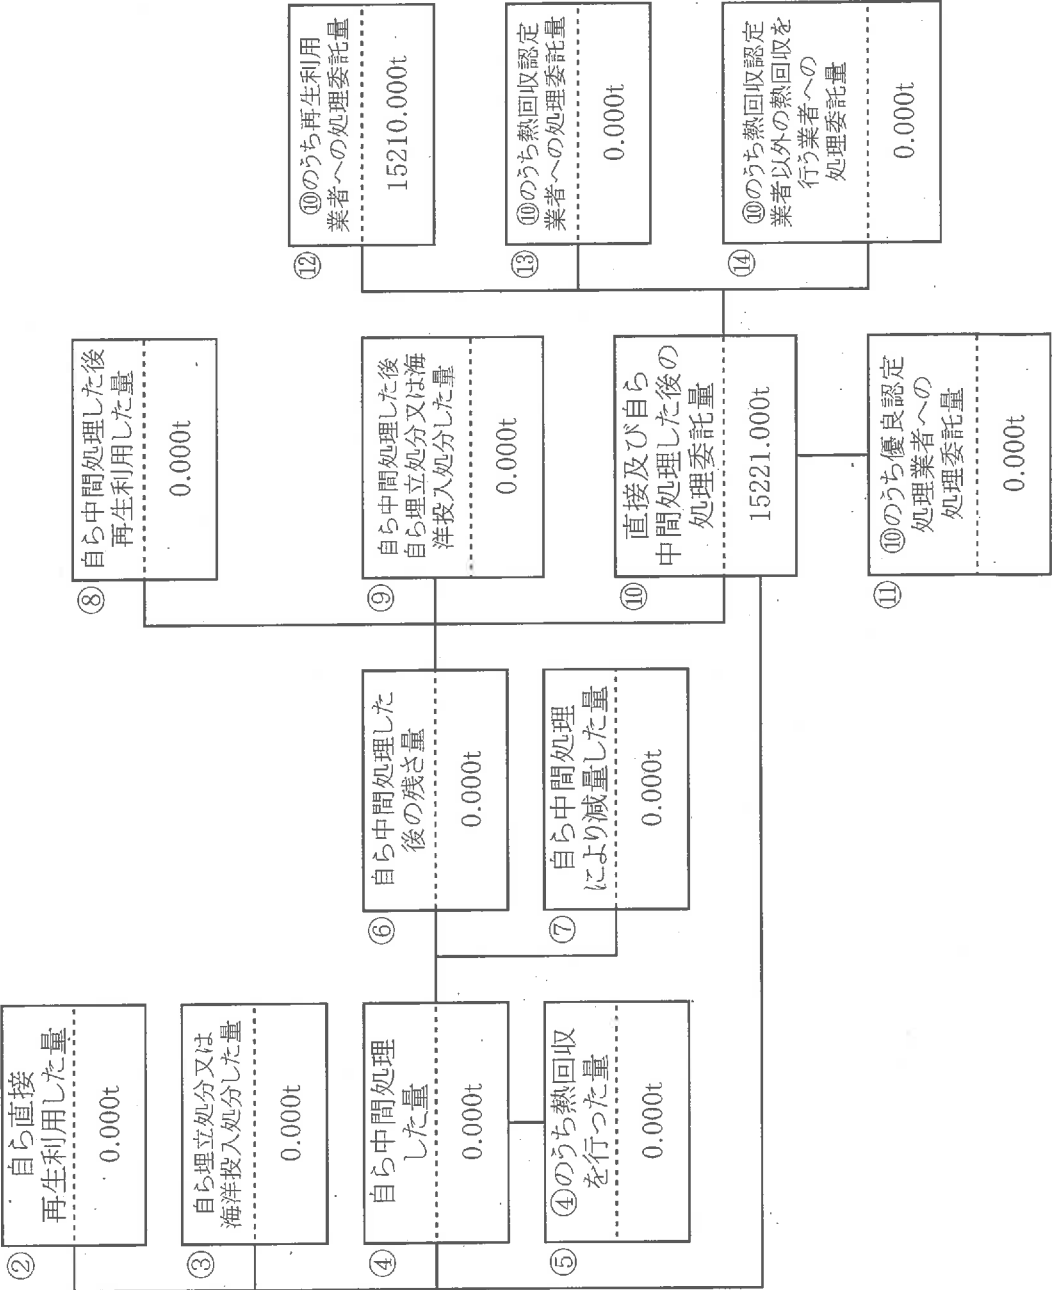 ②
自ら直接
再生利用した量
0.000t
③
自ら埋立処分又は
海洋投入処分した量
0.000t
④
自ら中間処理
した量
0.000t
⑤
④のうち熱回収
を行った量
0.000t
⑥
自ら中間処理した
後の残さ量
0.000t
⑦
自ら中間処理
により減量した量
0.000t
⑧
自ら中間処理した後
再生利用した量
0.000t
⑨
自ら中間処理した後
自ら埋立処分又は海
洋投入処分した量
0.000t
⑩
直接及び自ら
中間処理した後の
処理委託量
15221.000t
⑪
⑩のうち優良認定
処理業者への
処理委託量
0.000t
⑫
⑩のうち再生利用
業者への処理委託量
15210.000t
⑬
⑩のうち熱回収認定
業者への処理委託量
0.000t
⑭
⑩のうち熱回収認定
業者以外の熱回収を
行う業者への
処理委託量
0.000t